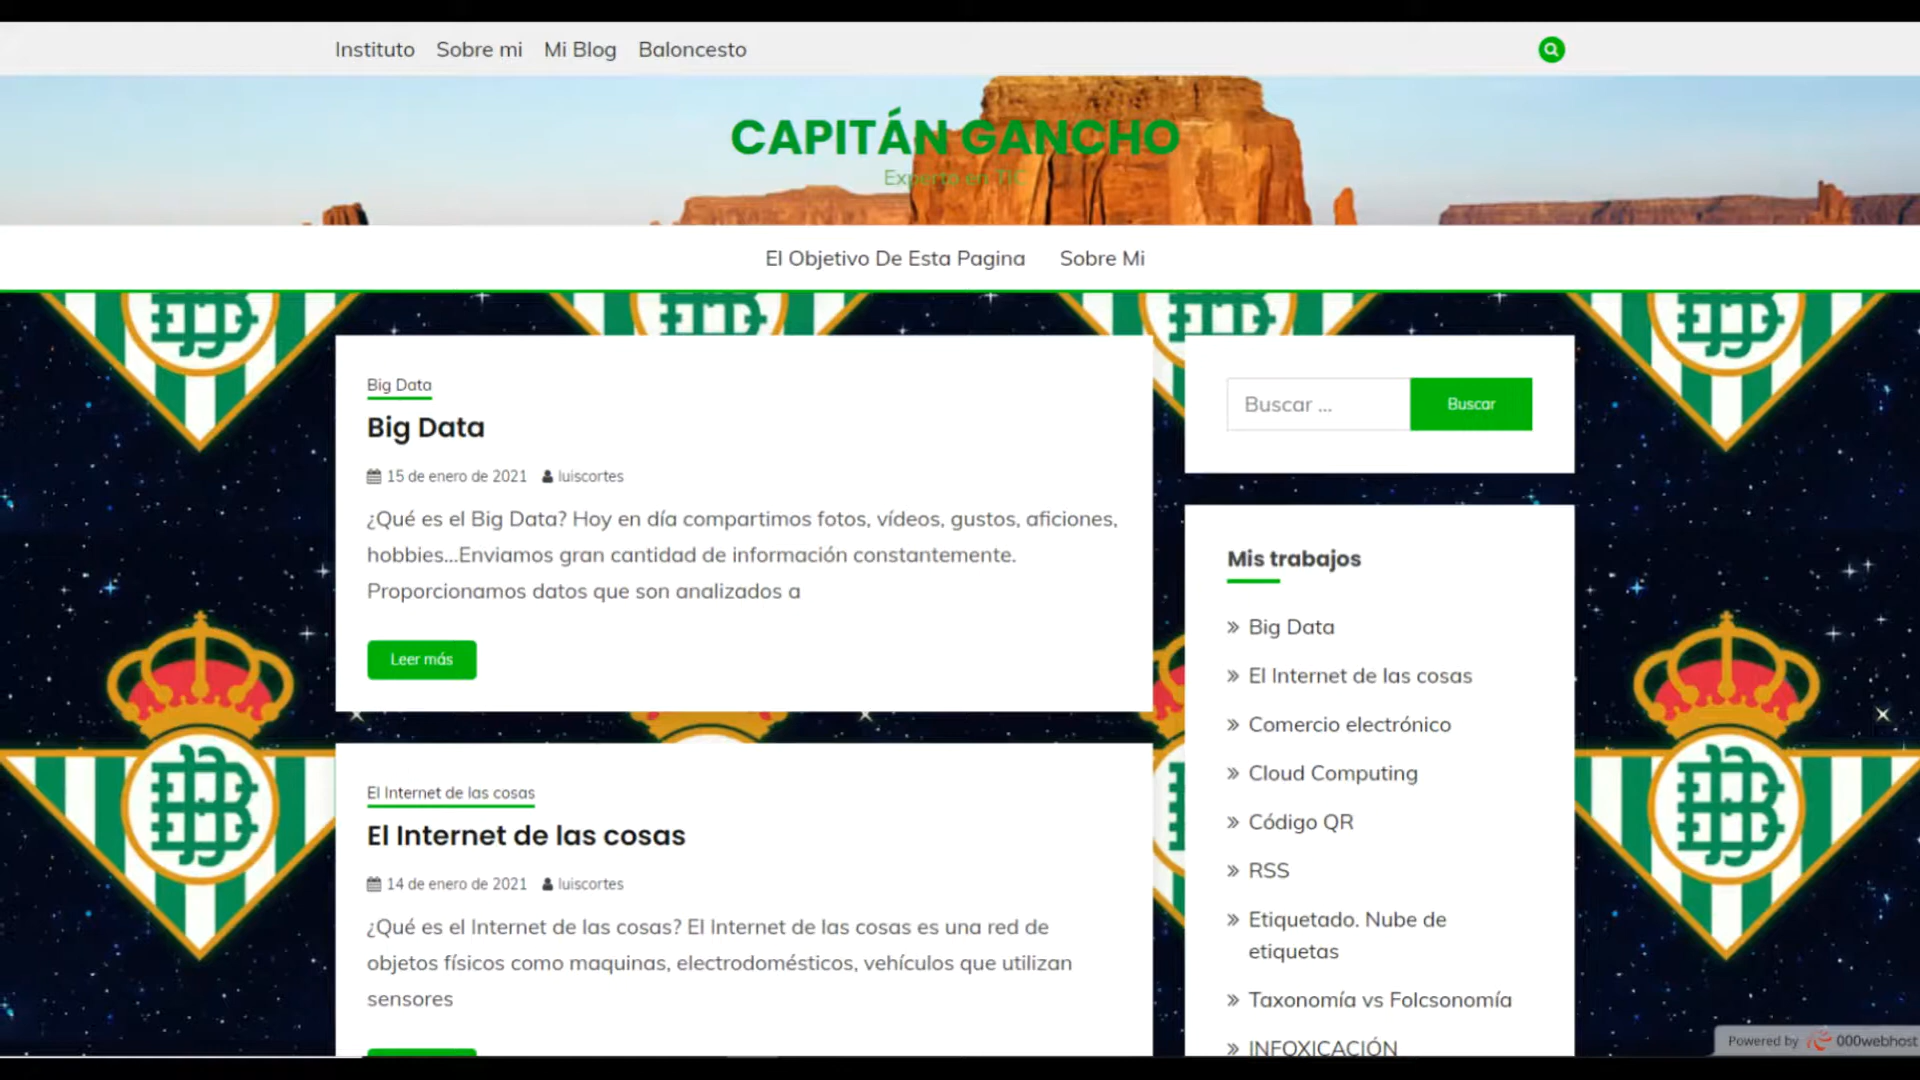 Instituto Sobre mi Mi Blog Baloncesto
CAPITÁN GANCHO
Experto en TIC
El Objetivo De Esta Pagina Sobre Mi
Big Data
Big Data
15 de enero de 2021 luiscortes
¿Qué es el Big Data? Hoy en día compartimos fotos, vídeos, gustos, aficiones,
hobbies...Enviamos gran cantidad de información constantemente.
Proporcionamos datos que son analizados a
Leer más
El Internet de las cosas
El Internet de las cosas
14 de enero de 2021 luiscortes
¿Qué es el Internet de las cosas? El Internet de las cosas es una red de
objetos físicos como maquinas, electrodomésticos, vehículos que utilizan
sensores
Buscar ... Buscar
Mis trabajos
Big Data
El Internet de las cosas
Comercio electrónico
Cloud Computing
Código QR
RSS
Etiquetado. Nube de
etiquetas
Taxonomía vs Folcsonomía
INFOXICACIÓN
Powered by 000webhost